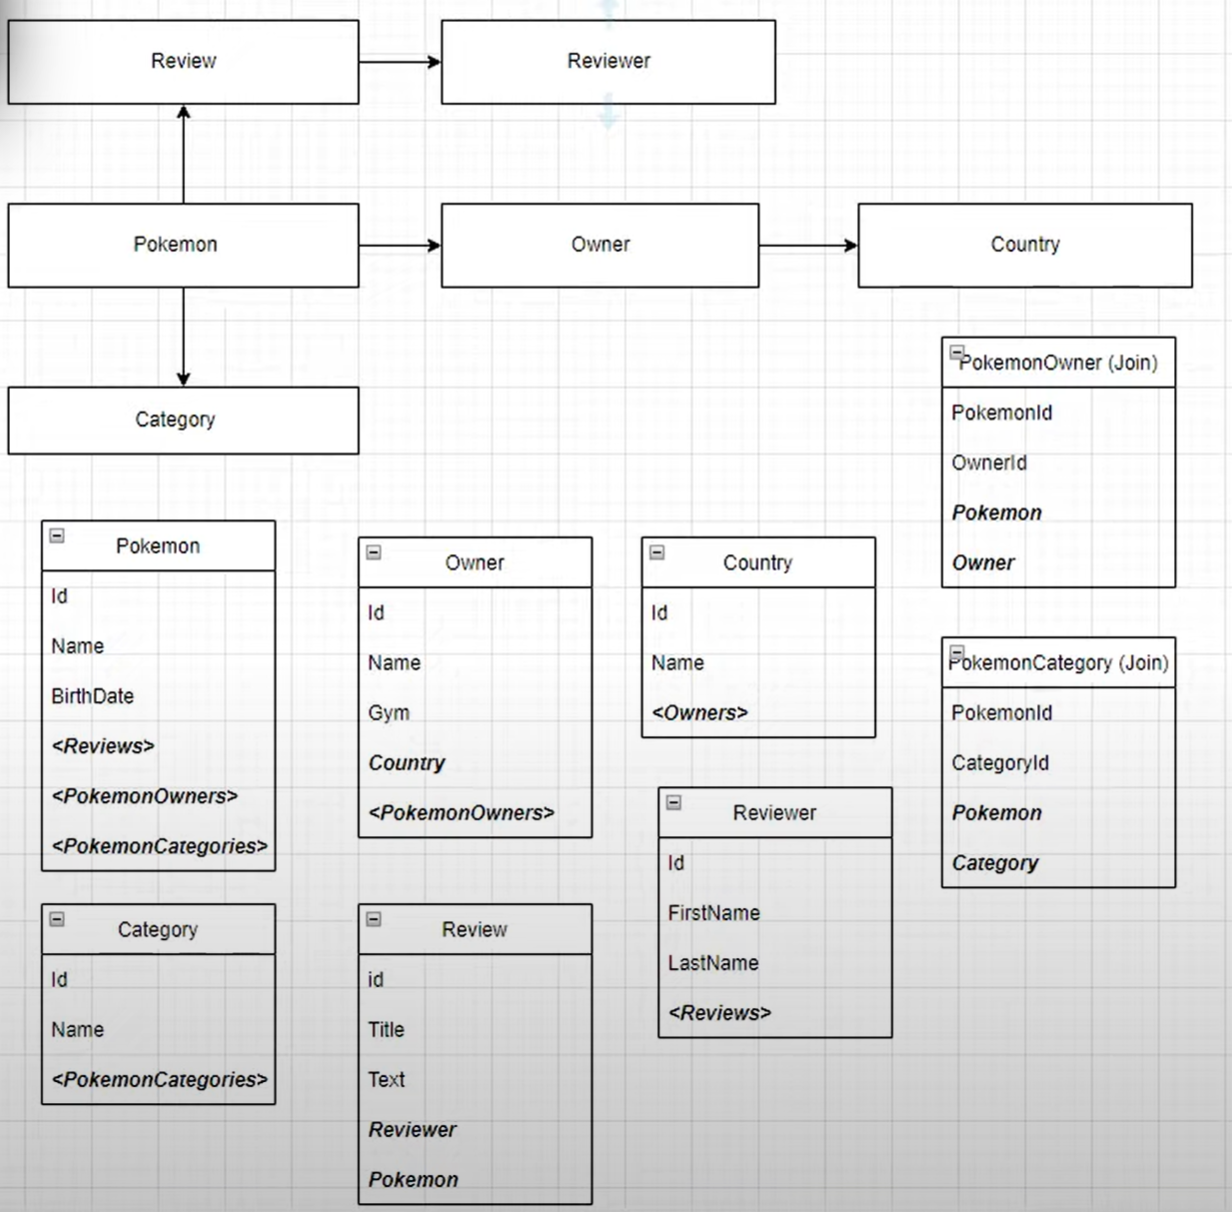 Review
Reviewer
Pokemon
Owner
Country
Category
PokemonOwner (Join)
PokemonId
OwnerId
Pokemon
Owner
Pokemon
Id
Name
BirthDate
<Reviews>
<PokemonOwners>
<PokemonCategories>
Owner
Id
Name
Gym
Country
<PokemonOwners>
Country
Id
Name
<Owners>
PokemonCategory (Join)
PokemonId
CategoryId
Pokemon
Category
Reviewer
Id
FirstName
LastName
<Reviews>
Category
Id
Name
<PokemonCategories>
Review
id
Title
Text
Reviewer
Pokemon